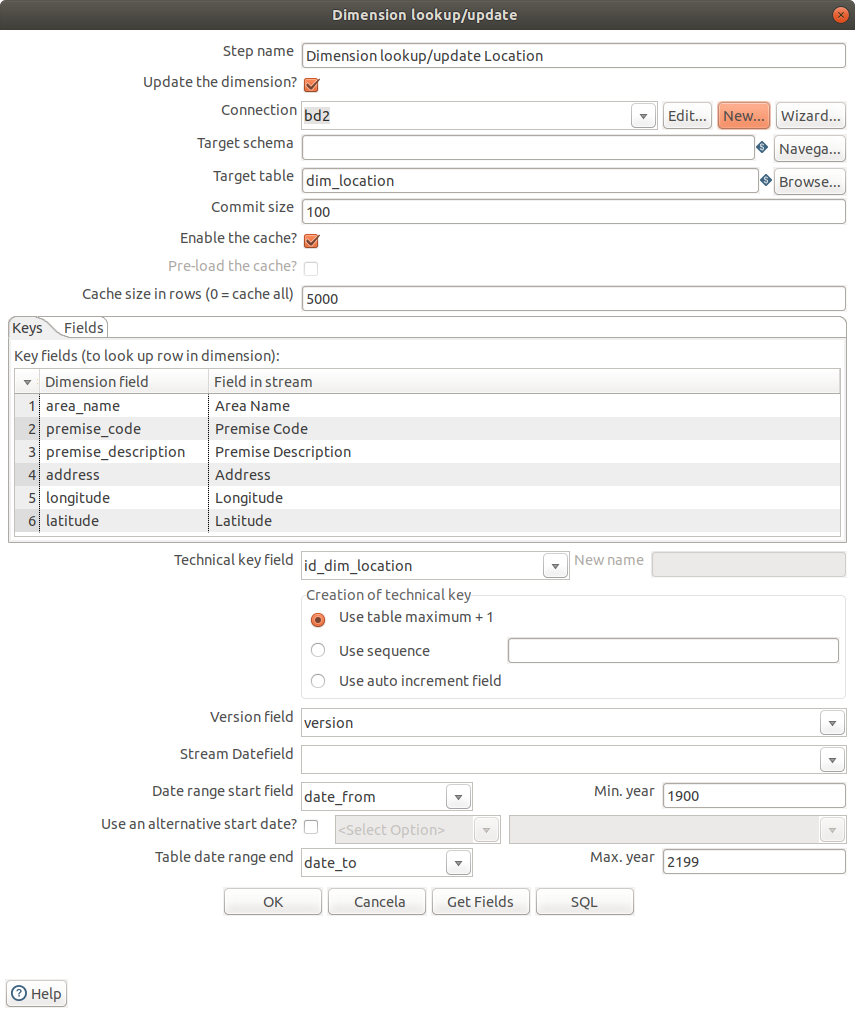 Dimension lookup/update
Step name Dimension lookup/update Location
Update the dimension?
Connection bd2 Edit... New... Wizard...
Target schema Navega...
Target table dim_location Browse...
Commit size 100
Enable the cache?
Pre-load the cache?
Cache size in rows (0 = cache all) 5000
Keys Fields
Key fields (to look up row in dimension):
Dimension field Field in stream
1 area_name Area Name
2 premise_code Premise Code
3 premise_description Premise Description
4 address Address
5 longitude Longitude
6 latitude Latitude
Technical key field id_dim_location New name
Creation of technical key
Use table maximum + 1
Use sequence
Use auto increment field
Version field version
Stream Datefield
Date range start field date_from Min. year 1900
Use an alternative start date? <Select Option>
Table date range end date_to Max. year 2199
OK Cancela Get Fields SQL
Help